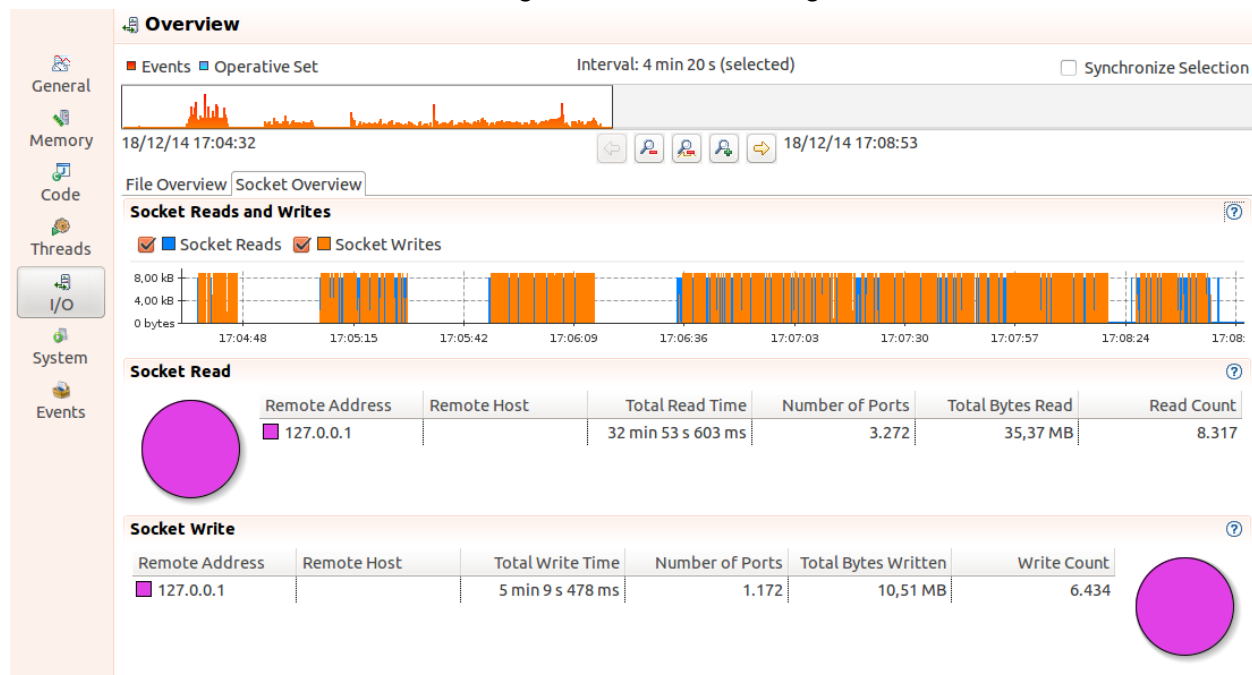 Overview
General
Memory
Code
Threads
I/O
System
Events
Events Operative Set Interval: 4 min 20 s (selected) Synchronize Selection
18/12/14 17:04:32 18/12/14 17:08:53
File Overview Socket Overview
Socket Reads and Writes ?
Socket Reads Socket Writes
8,00 kB
4,00 kB
0 bytes
17:04:48 17:05:15 17:05:42 17:06:09 17:06:36 17:07:03 17:07:30 17:07:57 17:08:24 17:08:
Socket Read ?
Remote Address Remote Host Total Read Time Number of Ports Total Bytes Read Read Count
127.0.0.1 32 min 53 s 603 ms 3.272 35,37 MB 8.317
Socket Write ?
Remote Address Remote Host Total Write Time Number of Ports Total Bytes Written Write Count
127.0.0.1 5 min 9 s 478 ms 1.172 10,51 MB 6.434